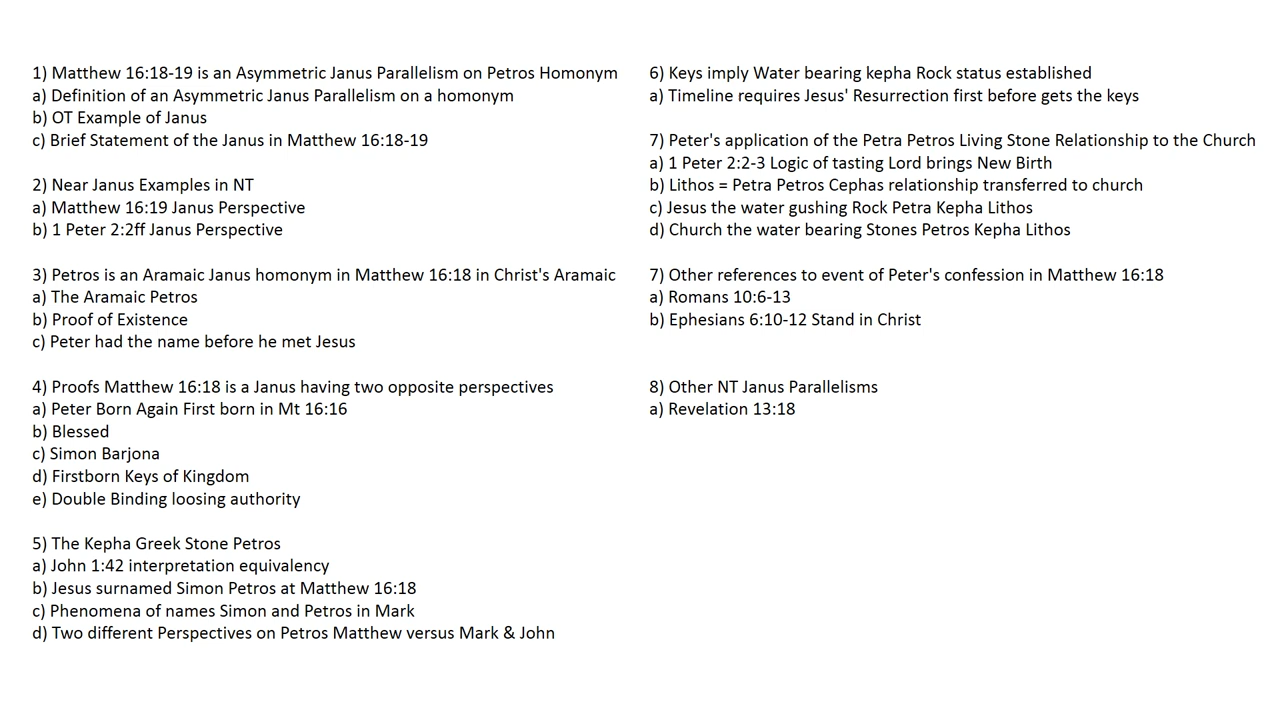 1) Matthew 16:18-19 is an Asymmetric Janus Parallelism on Petros Homonym
a) Definition of an Asymmetric Janus Parallelism on a homonym
b) OT Example of Janus
c) Brief Statement of the Janus in Matthew 16:18-19
2) Near Janus Examples in NT
a) Matthew 16:19 Janus Perspective
b) 1 Peter 2:2ff Janus Perspective
3) Petros is an Aramaic Janus homonym in Matthew 16:18 in Christ's Aramaic
a) The Aramaic Petros
b) Proof of Existence
c) Peter had the name before he met Jesus
4) Proofs Matthew 16:18 is a Janus having two opposite perspectives
a) Peter Born Again First born in Mt 16:16
b) Blessed
c) Simon Barjona
d) Firstborn Keys of Kingdom
e) Double Binding loosing authority
5) The Kepha Greek Stone Petros
a) John 1:42 interpretation equivalency
b) Jesus surnamed Simon Petros at Matthew 16:18
c) Phenomena of names Simon and Petros in Mark
d) Two different Perspectives on Petros Matthew versus Mark & John
6) Keys imply Water bearing kepha Rock status established
a) Timeline requires Jesus' Resurrection first before gets the keys
7) Peter's application of the Petra Petros Living Stone Relationship to the Church
a) 1 Peter 2:2-3 Logic of tasting Lord brings New Birth
b) Lithos = Petra Petros Cephas relationship transferred to church
c) Jesus the water gushing Rock Petra Kepha Lithos
d) Church the water bearing Stones Petros Kepha Lithos
7) Other references to event of Peter's confession in Matthew 16:18
a) Romans 10:6-13
b) Ephesians 6:10-12 Stand in Christ
8) Other NT Janus Parallelisms
a) Revelation 13:18